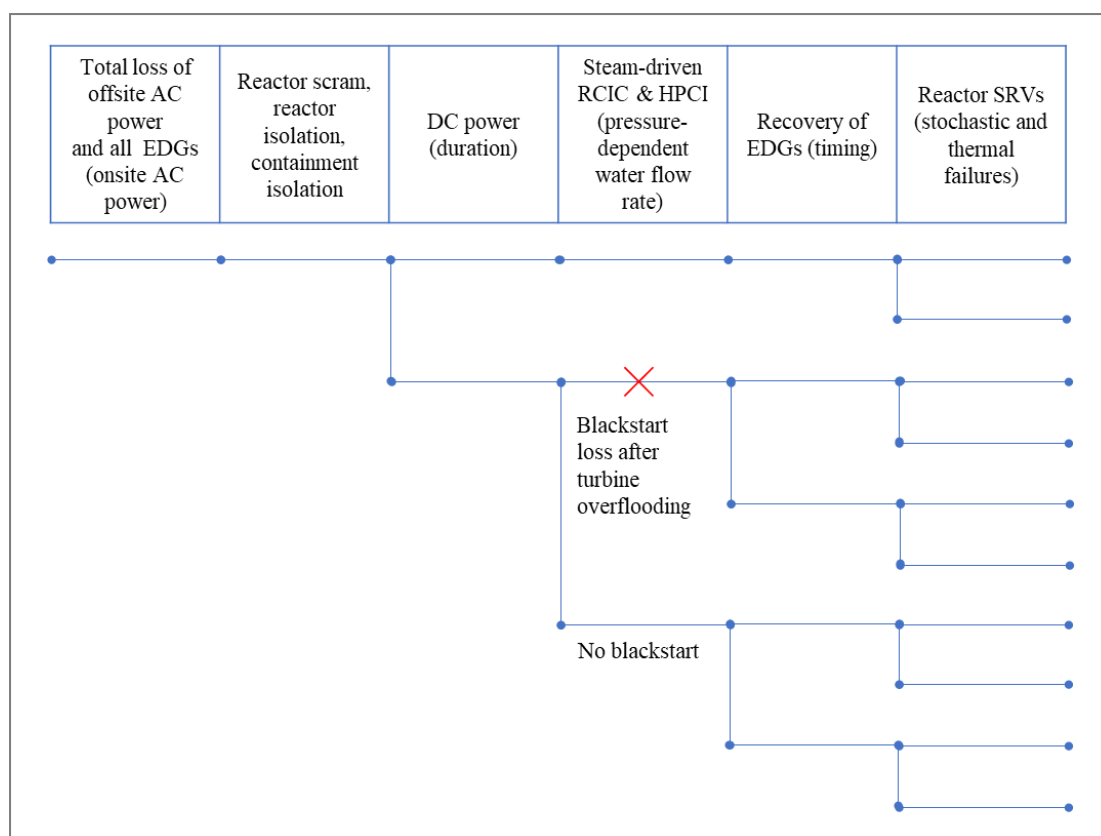 Total loss of
offsite AC
power
and all EDGs
(onsite AC
power)
Reactor scram,
reactor
isolation,
containment
isolation
DC power
(duration)
Steam-driven
RCIC & HPCI
(pressure-
dependent
water flow
rate)
Recovery of
EDGs (timing)
Reactor SRVs
(stochastic and
thermal
failures)
Blackstart
loss after
turbine
overflooding
No blackstart